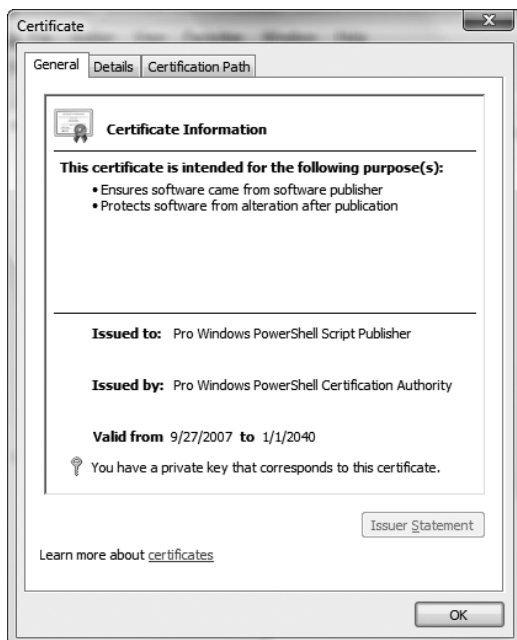 Certificate
General Details Certification Path
Certificate Information
This certificate is intended for the following purpose(s):
• Ensures software came from software publisher
• Protects software from alteration after publication
Issued to: Pro Windows PowerShell Script Publisher
Issued by: Pro Windows PowerShell Certification Authority
Valid from 9/27/2007 to 1/1/2040
You have a private key that corresponds to this certificate.
Issuer Statement
Learn more about certificates
OK